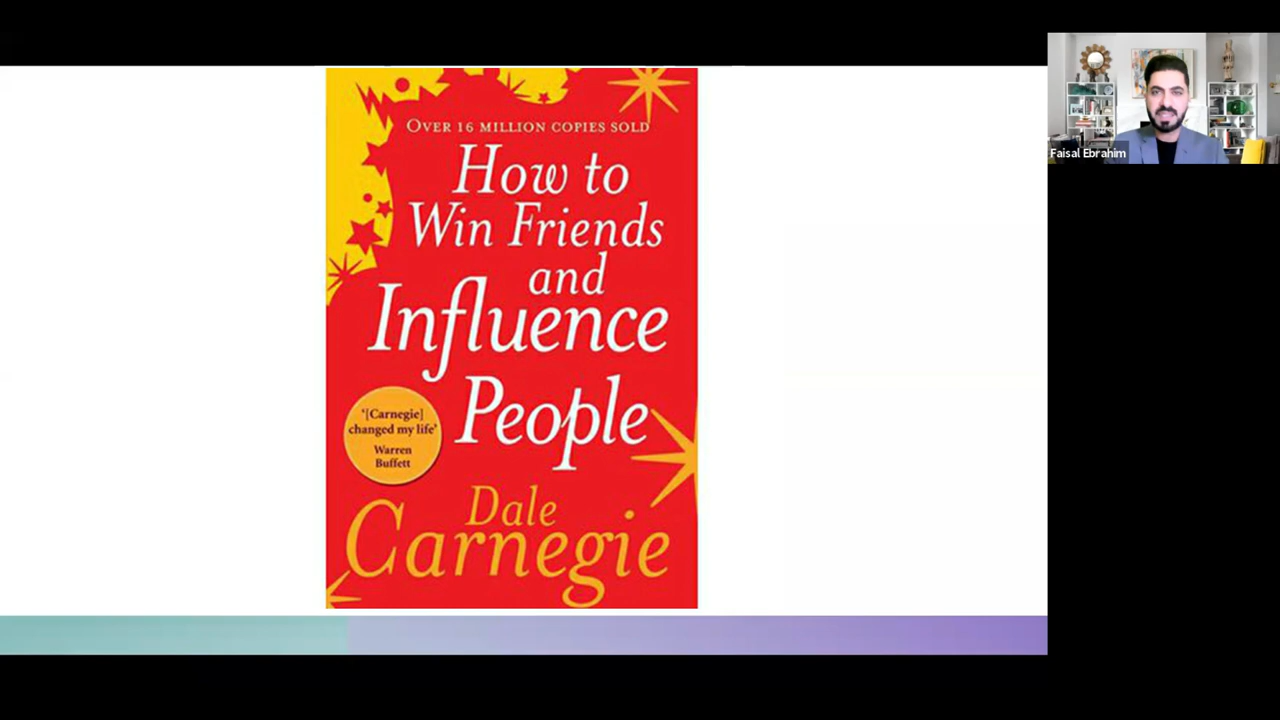 OVER 16 MILLION COPIES SOLD
How to
Win Friends
and
Influence
People
'[Carnegie]
changed my life'
Warren
Buffett
Dale
Carnegie
Faisal Ebrahim